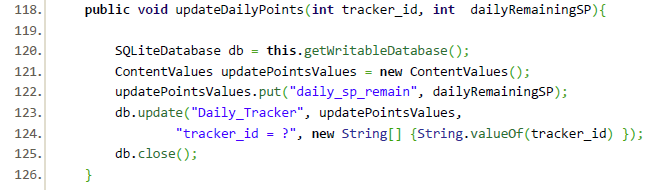 118. public void updateDailyPoints(int tracker_id, int  dailyRemainingSP){
119.
120. SQLiteDatabase db = this.getWritableDatabase();
121. ContentValues updatePointsValues = new ContentValues();
122. updatePointsValues.put("daily_sp_remain", dailyRemainingSP);
123. db.update("Daily_Tracker", updatePointsValues,
124. "tracker_id = ?", new String[] {String.valueOf(tracker_id) });
125. db.close();
126. }